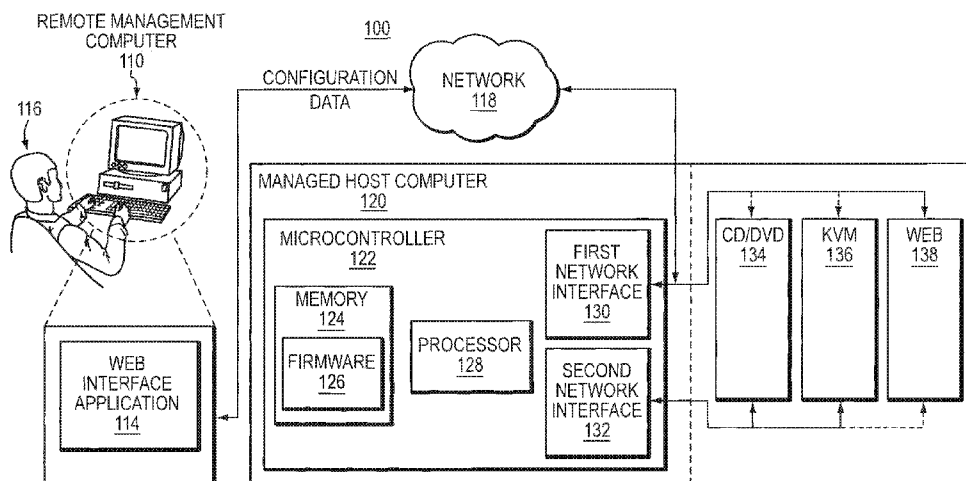 100
REMOTE MANAGEMENT
COMPUTER
110
116
CONFIGURATION
DATA
NETWORK
118
MANAGED HOST COMPUTER
120
MICROCONTROLLER
122
MEMORY
124
FIRMWARE
126
PROCESSOR
128
FIRST
NETWORK
INTERFACE
130
SECOND
NETWORK
INTERFACE
132
CD/DVD
134
KVM
136
WEB
138
WEB
INTERFACE
APPLICATION
114